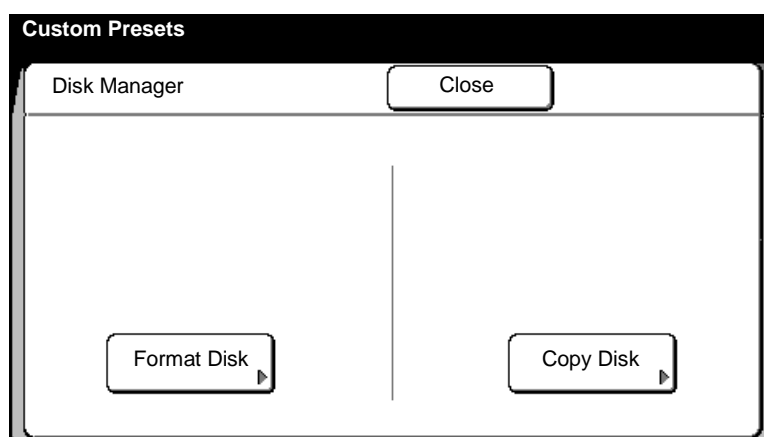 Custom Presets
Disk Manager
Close
Format Disk
Copy Disk